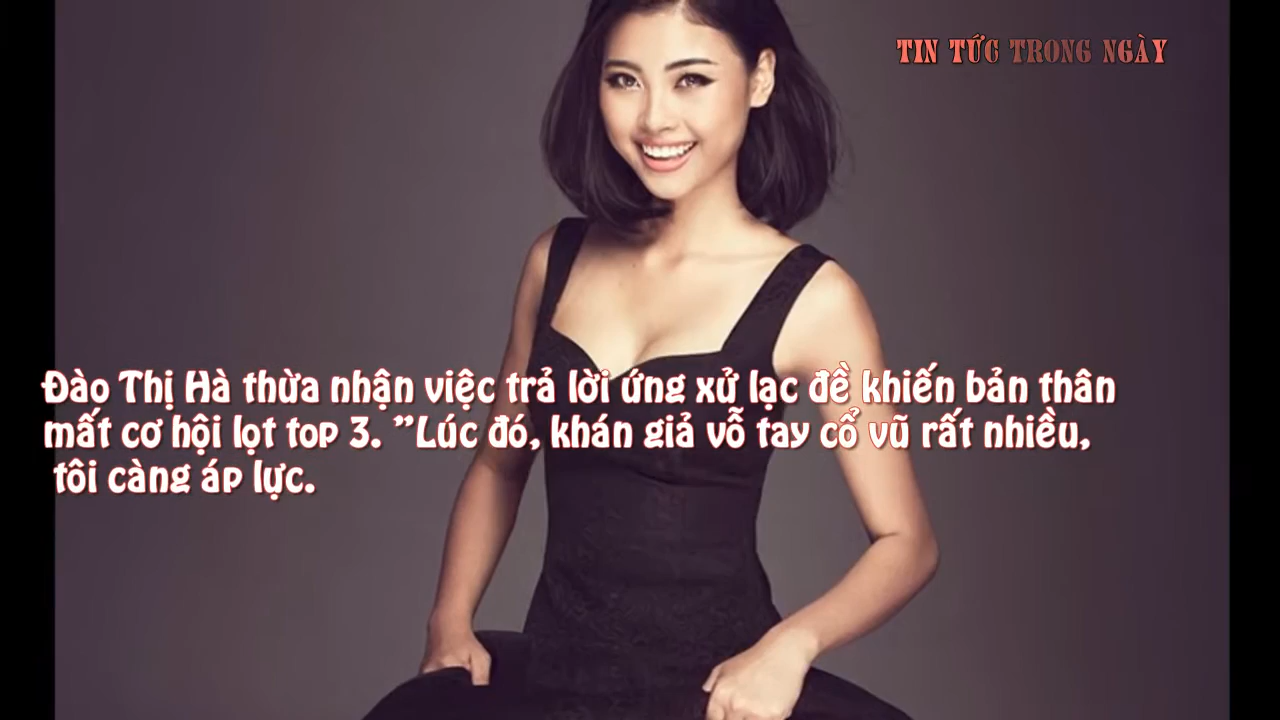 TIN TỨC TRONG NGÀY
Đào Thị Hà thừa nhận việc trả lời ứng xử lạc đề khiến bản thân
mất cơ hội lọt top 3. ”Lúc đó, khán giả vỗ tay cổ vũ rất nhiều,
tôi càng áp lực.